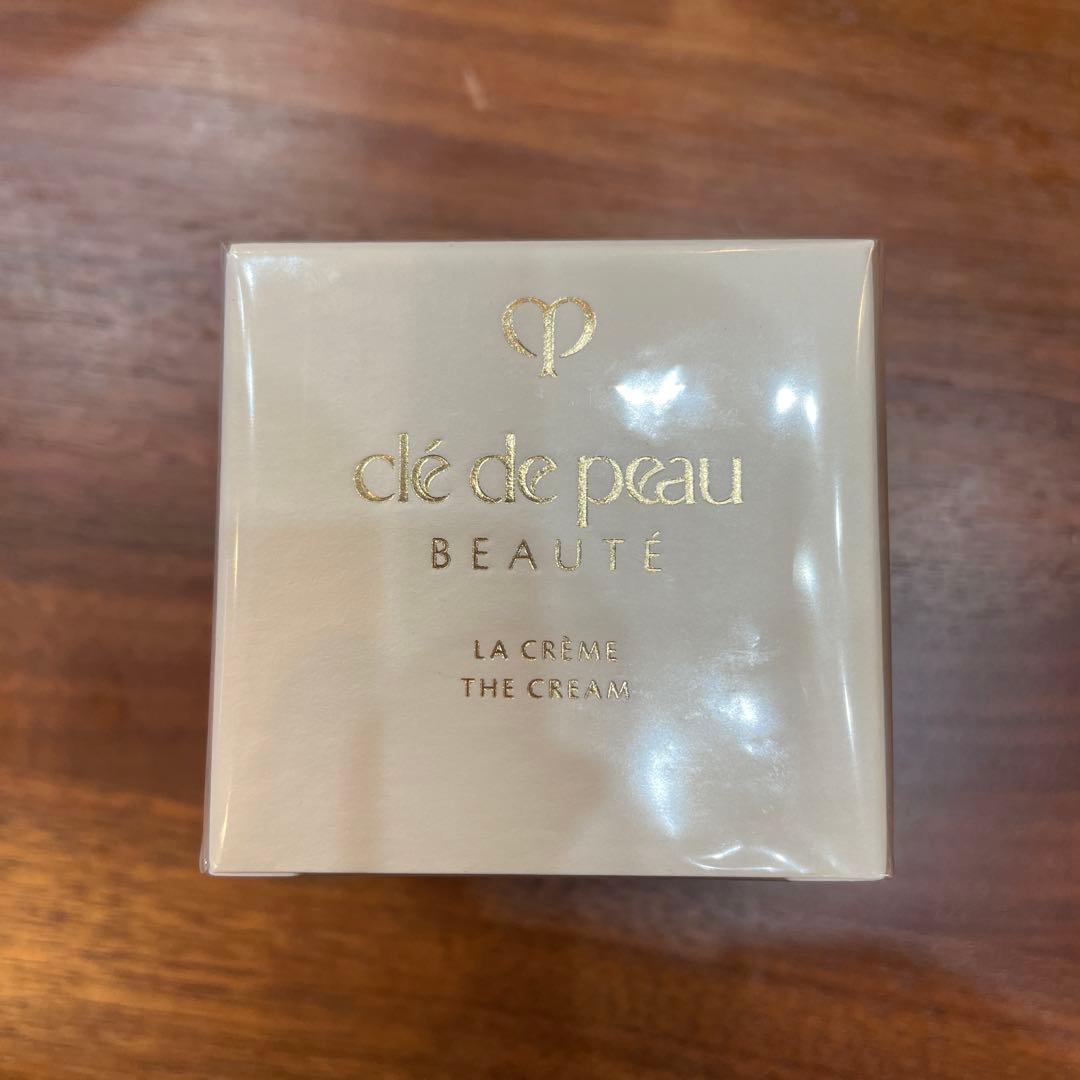 clé de peau
BEAUTÉ
LA CRÈME
THE CREAM